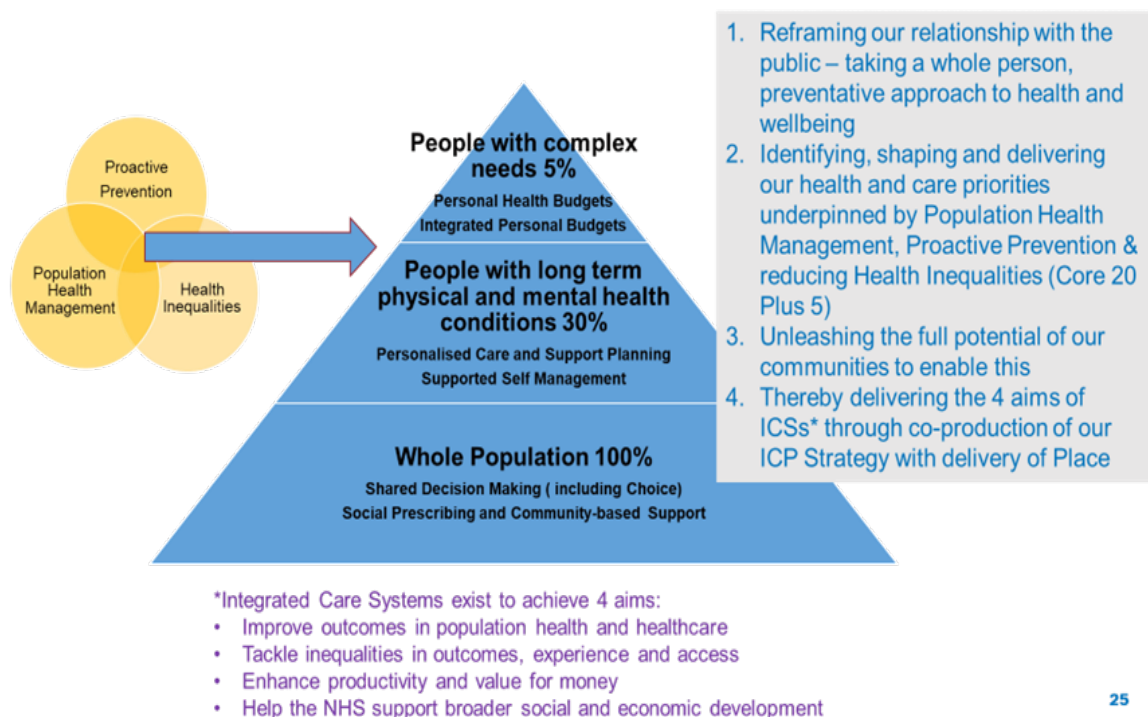 Proactive
Prevention
Population
Health
Management
Health
Inequalities
People with complex
needs 5%
Personal Health Budgets
Integrated Personal Budgets
People with long term
physical and mental health
conditions 30%
Personalised Care and Support Planning
Supported Self Management
Whole Population 100%
Shared Decision Making ( including Choice)
Social Prescribing and Community-based Support
1. Reframing our relationship with the
public – taking a whole person,
preventative approach to health and
wellbeing
2. Identifying, shaping and delivering
our health and care priorities
underpinned by Population Health
Management, Proactive Prevention &
reducing Health Inequalities (Core 20
Plus 5)
3. Unleashing the full potential of our
communities to enable this
4. Thereby delivering the 4 aims of
ICSs* through co-production of our
ICP Strategy with delivery of Place
*Integrated Care Systems exist to achieve 4 aims:
• Improve outcomes in population health and healthcare
• Tackle inequalities in outcomes, experience and access
• Enhance productivity and value for money
• Help the NHS support broader social and economic development
25